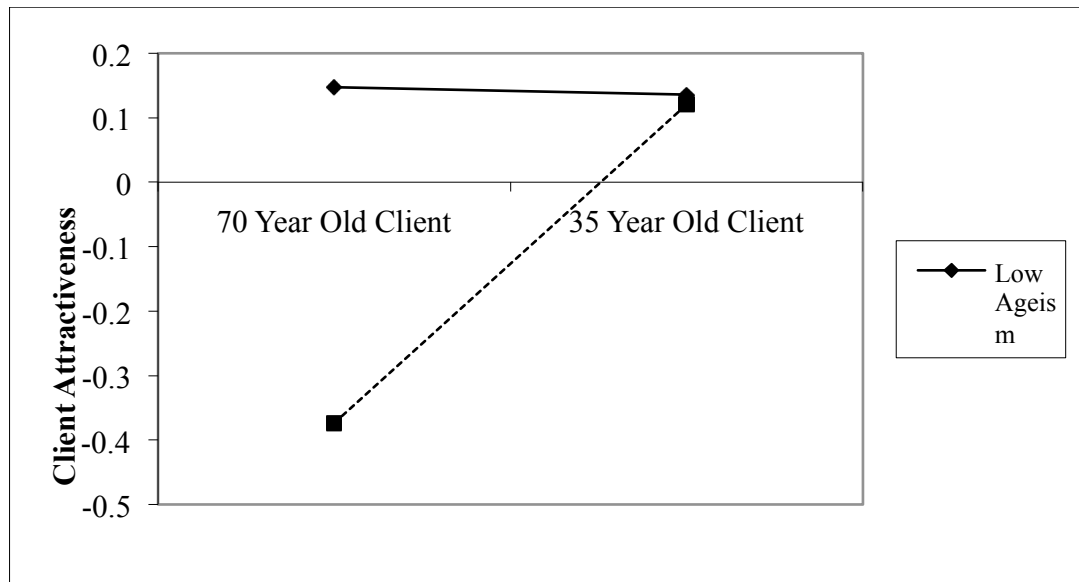 0.2
0.1
0
-0.1
-0.2
-0.3
-0.4
-0.5
Client Attractiveness
70 Year Old Client
35 Year Old Client
Low
Ageis
m